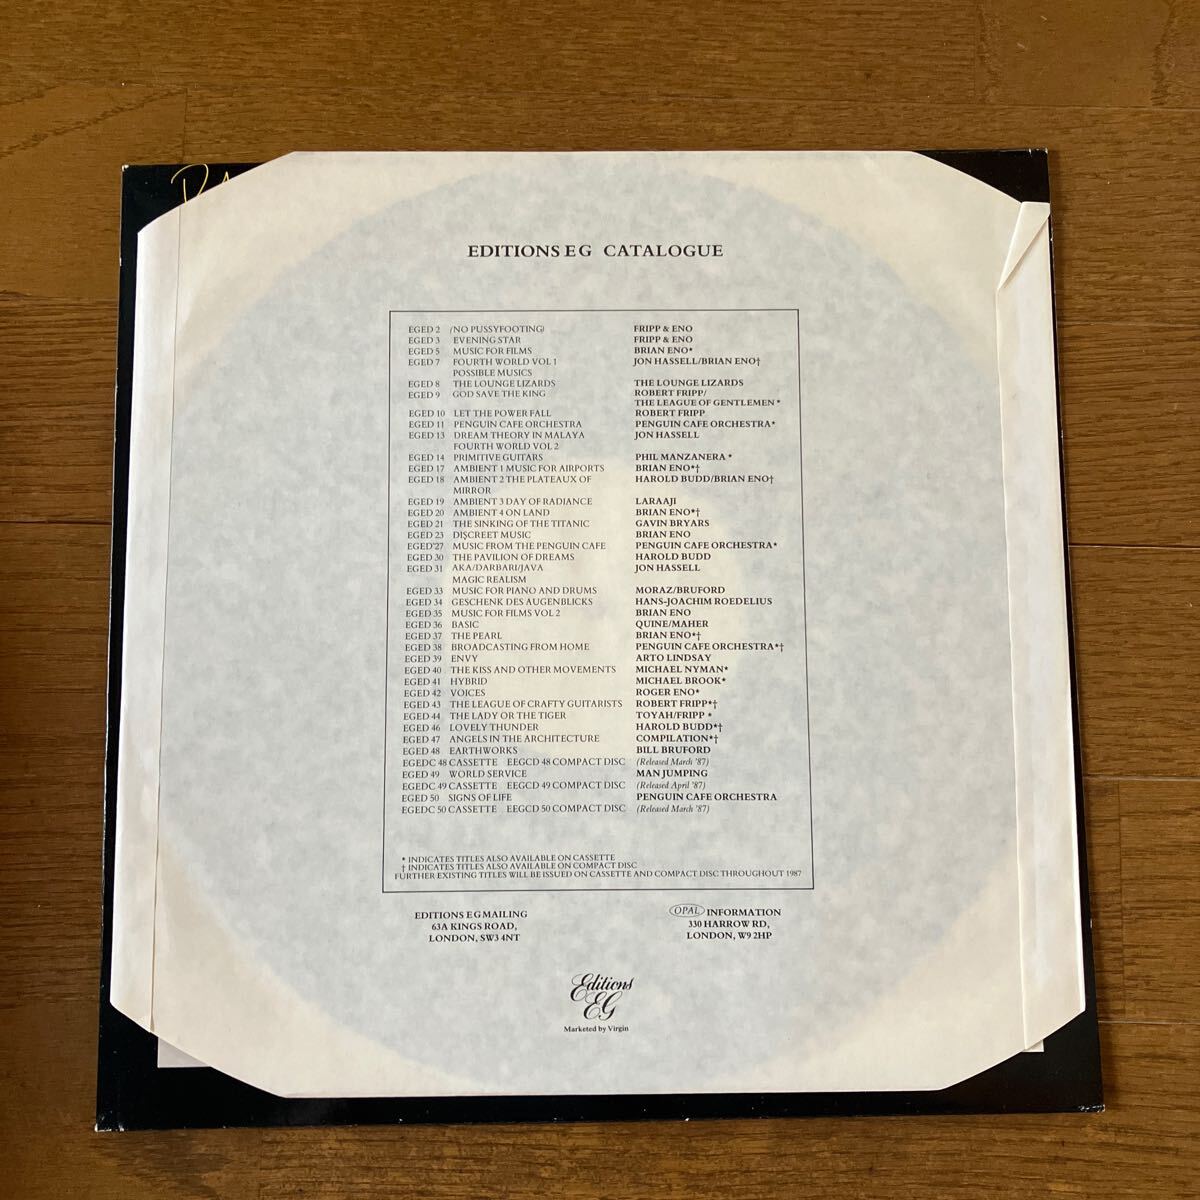 EDITIONS E G CATALOGUE
EGED 2 (NO PUSSYFOOTING) FRIPP & ENO
EGED 3 EVENING STAR FRIPP & ENO
EGED 5 MUSIC FOR FILMS BRIAN ENO*
EGED 7 FOURTH WORLD VOL 1 JON HASSELL/BRIAN ENO†
POSSIBLE MUSICS
EGED 8 THE LOUNGE LIZARDS THE LOUNGE LIZARDS
EGED 9 GOD SAVE THE KING ROBERT FRIPP/
THE LEAGUE OF GENTLEMEN *
EGED 10 LET THE POWER FALL ROBERT FRIPP
EGED 11 PENGUIN CAFE ORCHESTRA PENGUIN CAFE ORCHESTRA*
EGED 13 DREAM THEORY IN MALAYA JON HASSELL
FOURTH WORLD VOL 2
EGED 14 PRIMITIVE GUITARS PHIL MANZANERA *
EGED 17 AMBIENT 1 MUSIC FOR AIRPORTS BRIAN ENO*†
EGED 18 AMBIENT 2 THE PLATEAUX OF HAROLD BUDD/BRIAN ENO†
MIRROR
EGED 19 AMBIENT 3 DAY OF RADIANCE LARAAJI
EGED 20 AMBIENT 4 ON LAND BRIAN ENO*†
EGED 21 THE SINKING OF THE TITANIC GAVIN BRYARS
EGED 23 DISCREET MUSIC BRIAN ENO
EGED 27 MUSIC FROM THE PENGUIN CAFE PENGUIN CAFE ORCHESTRA*
EGED 30 THE PAVILION OF DREAMS HAROLD BUDD
EGED 31 AKA/DARBARI/JAVA JON HASSELL
MAGIC REALISM
EGED 33 MUSIC FOR PIANO AND DRUMS MORAZ/BRUFORD
EGED 34 GESCHENK DES AUGENBLICKS HANS-JOACHIM ROEDELIUS
EGED 35 MUSIC FOR FILMS VOL 2 BRIAN ENO
EGED 36 BASIC QUINE/MAHER
EGED 37 THE PEARL BRIAN ENO*†
EGED 38 BROADCASTING FROM HOME PENGUIN CAFE ORCHESTRA*†
EGED 39 ENVY ARTO LINDSAY
EGED 40 THE KISS AND OTHER MOVEMENTS MICHAEL NYMAN*
EGED 41 HYBRID MICHAEL BROOK*
EGED 42 VOICES ROGER ENO*
EGED 43 THE LEAGUE OF CRAFTY GUITARISTS ROBERT FRIPP*†
EGED 44 THE LADY OR THE TIGER TOYAH/FRIPP *
EGED 46 LOVELY THUNDER HAROLD BUDD*†
EGED 47 ANGELS IN THE ARCHITECTURE COMPILATION*†
EGED 48 EARTHWORKS BILL BRUFORD
EGEDC 48 CASSETTE EEGCD 48 COMPACT DISC (Released March '87)
EGED 49 WORLD SERVICE MAN JUMPING
EGEDC 49 CASSETTE EEGCD 49 COMPACT DISC (Released April '87)
EGED 50 SIGNS OF LIFE PENGUIN CAFE ORCHESTRA
EGEDC 50 CASSETTE EEGCD 50 COMPACT DISC (Released March '87)
* INDICATES TITLES ALSO AVAILABLE ON CASSETTE
† INDICATES TITLES ALSO AVAILABLE ON COMPACT DISC
FURTHER EXISTING TITLES WILL BE ISSUED ON CASSETTE AND COMPACT DISC THROUGHOUT 1987
EDITIONS E G MAILING
63A KINGS ROAD,
LONDON, SW3 4NT
OPAL INFORMATION
330 HARROW RD,
LONDON, W9 2HP
Editions
EG
Marketed by Virgin